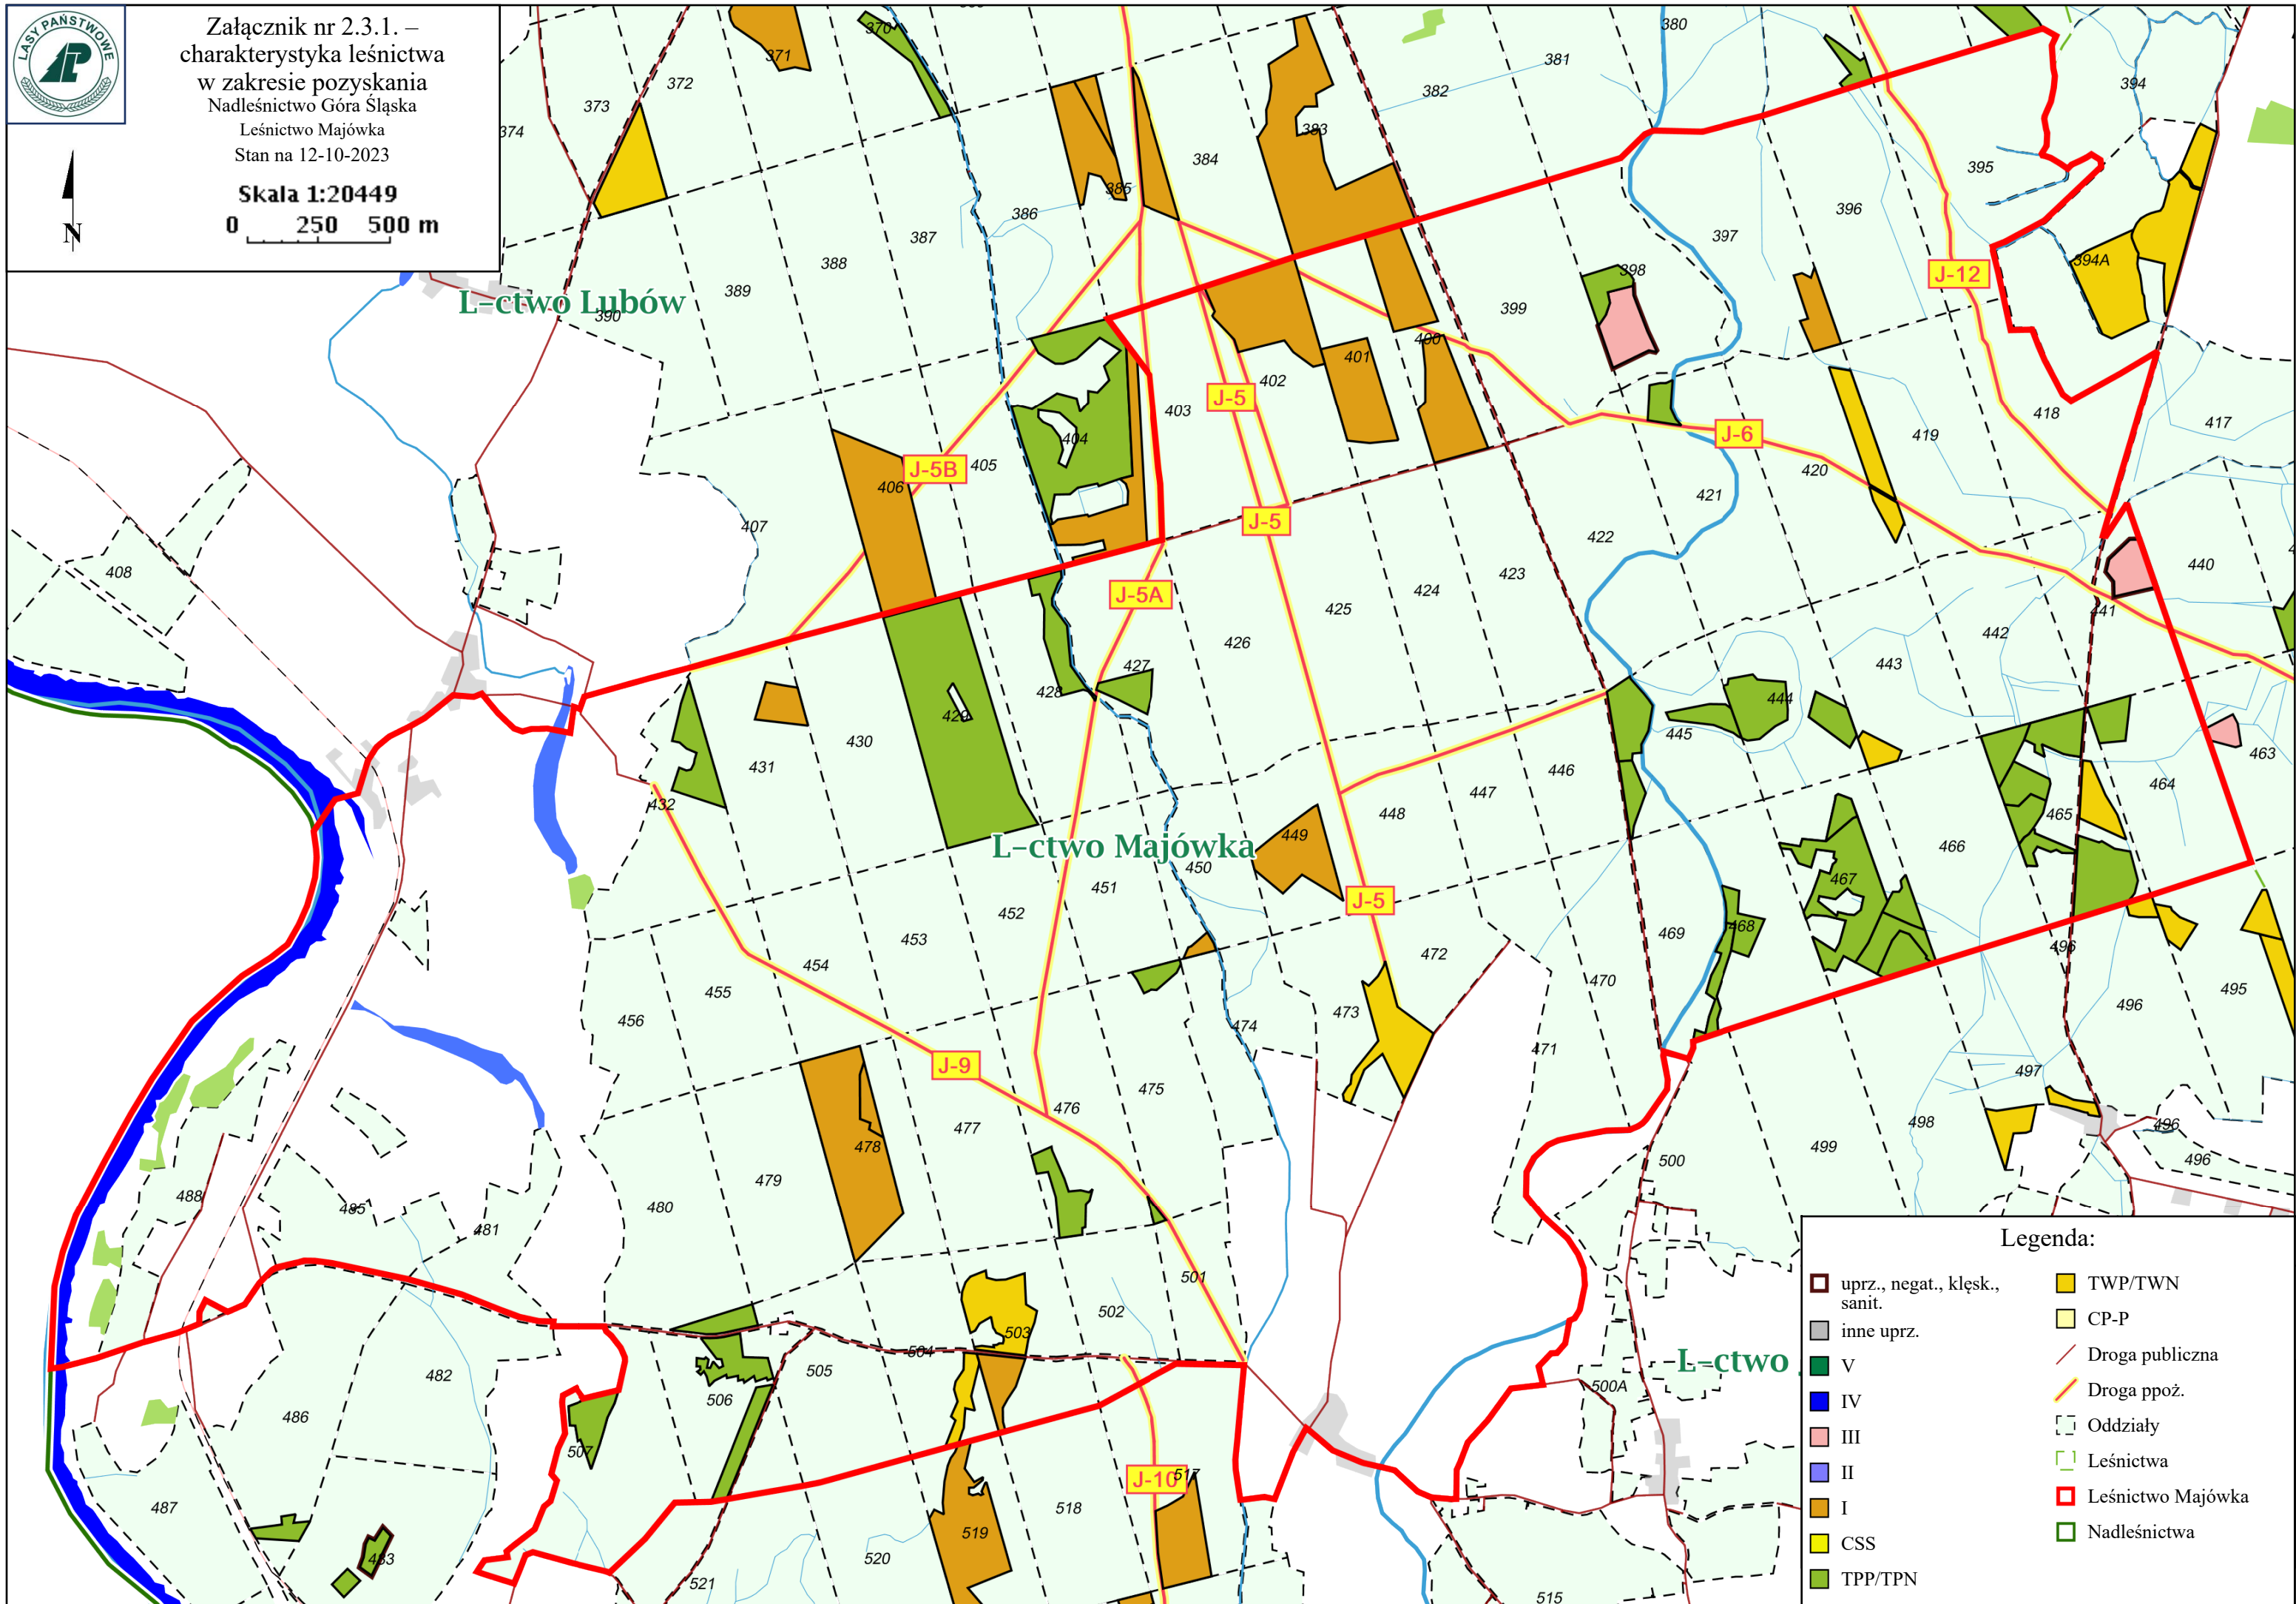 LASY PAŃSTWOWE
LP
Załącznik nr 2.3.1. –
charakterystyka leśnictwa
w zakresie pozyskania
Nadleśnictwo Góra Śląska
Leśnictwo Majówka
Stan na 12-10-2023
Skala 1:20449
0 250 500 m
N
370
371
372
373
374
380
381
382
383
384
385
386
387
388
389
390
L–ctwo Lubów
394
394A
395
396
397
398
399
400
401
402
403
404
405
406
407
408
J-12
J-5
J-5B
J-6
J-5
J-5A
417
418
419
420
421
422
423
424
425
426
427
428
429
430
431
432
440
441
442
443
444
445
446
447
448
449
450
451
452
453
454
455
456
L–ctwo Majówka
J-5
J-9
463
464
465
466
467
468
469
470
471
472
473
474
475
476
477
478
479
480
481
482
483
485
486
487
488
495
496
496
496
496
497
498
499
500
500A
501
502
503
504
505
506
507
L–ctwo
J-10
515
517
518
519
520
521
Legenda:
uprz., negat., klęsk.,
sanit.
inne uprz.
V
IV
III
II
I
CSS
TPP/TPN
TWP/TWN
CP-P
Droga publiczna
Droga ppoż.
Oddziały
Leśnictwa
Leśnictwo Majówka
Nadleśnictwa